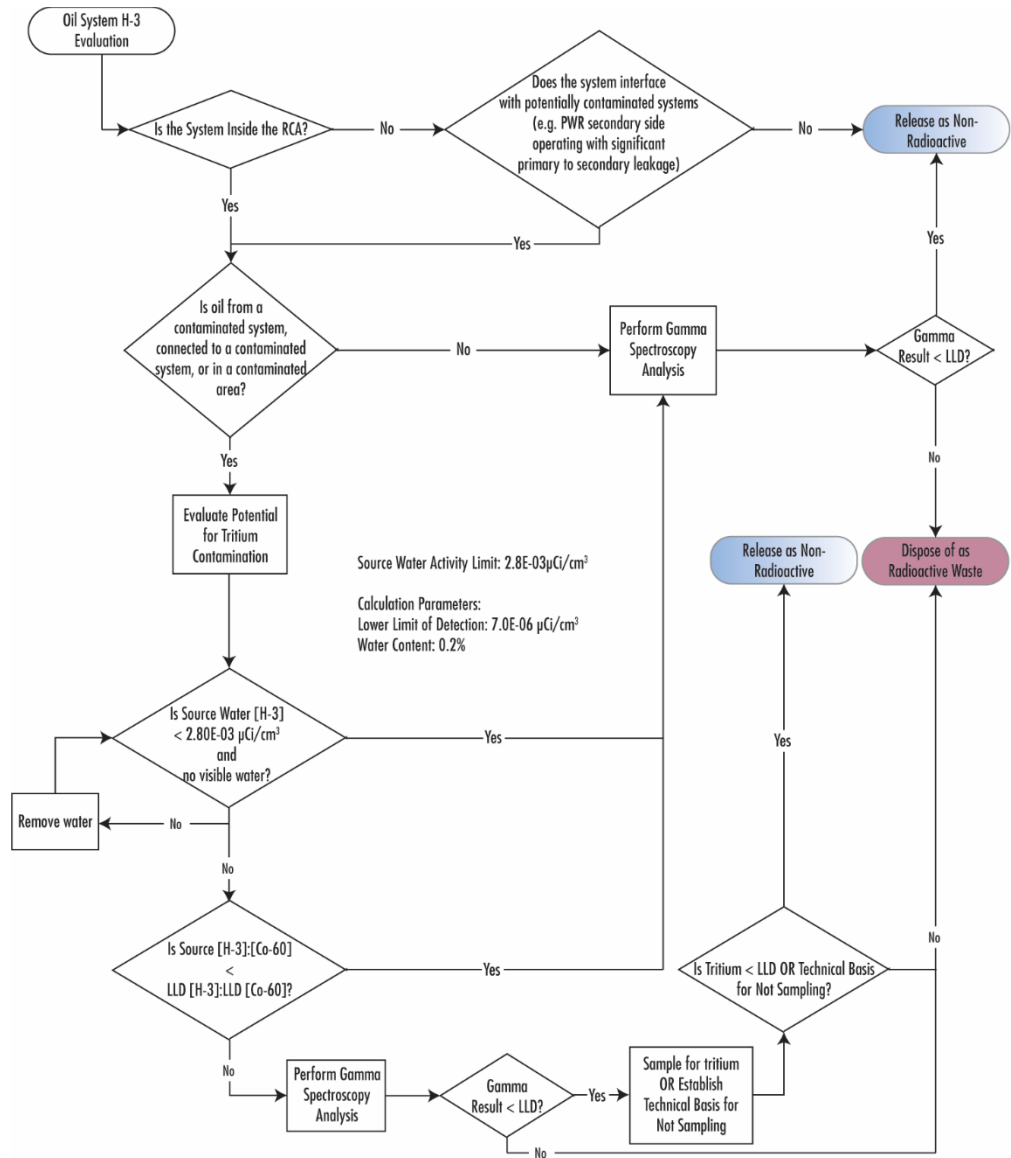 Oil System H-3
Evaluation
Is the System Inside the RCA?
No
Does the system interface
with potentially contaminated systems
(e.g. PWR secondary side
operating with significant
primary to secondary leakage)
No
Release as Non-
Radioactive
Yes
Yes
Yes
Is oil from a
contaminated system,
connected to a contaminated
system, or in a contaminated
area?
No
Perform Gamma
Spectroscopy
Analysis
Gamma
Result < LLD?
Yes
No
Evaluate Potential
for Tritium
Contamination
Source Water Activity Limit: 2.8E-03µCi/cm³
Calculation Parameters:
Lower Limit of Detection: 7.0E-06 µCi/cm³
Water Content: 0.2%
Release as Non-
Radioactive
Dispose of as
Radioactive Waste
Is Source Water [H-3]
< 2.80E-03 µCi/cm³
and
no visible water?
Yes
Yes
Remove water
No
No
Is Source [H-3]:[Co-60]
<
LLD [H-3]:LLD [Co-60]?
Yes
Is Tritium < LLD OR Technical Basis
for Not Sampling?
No
No
Perform Gamma
Spectroscopy
Analysis
Gamma
Result < LLD?
Yes
Sample for tritium
OR Establish
Technical Basis for
Not Sampling
No